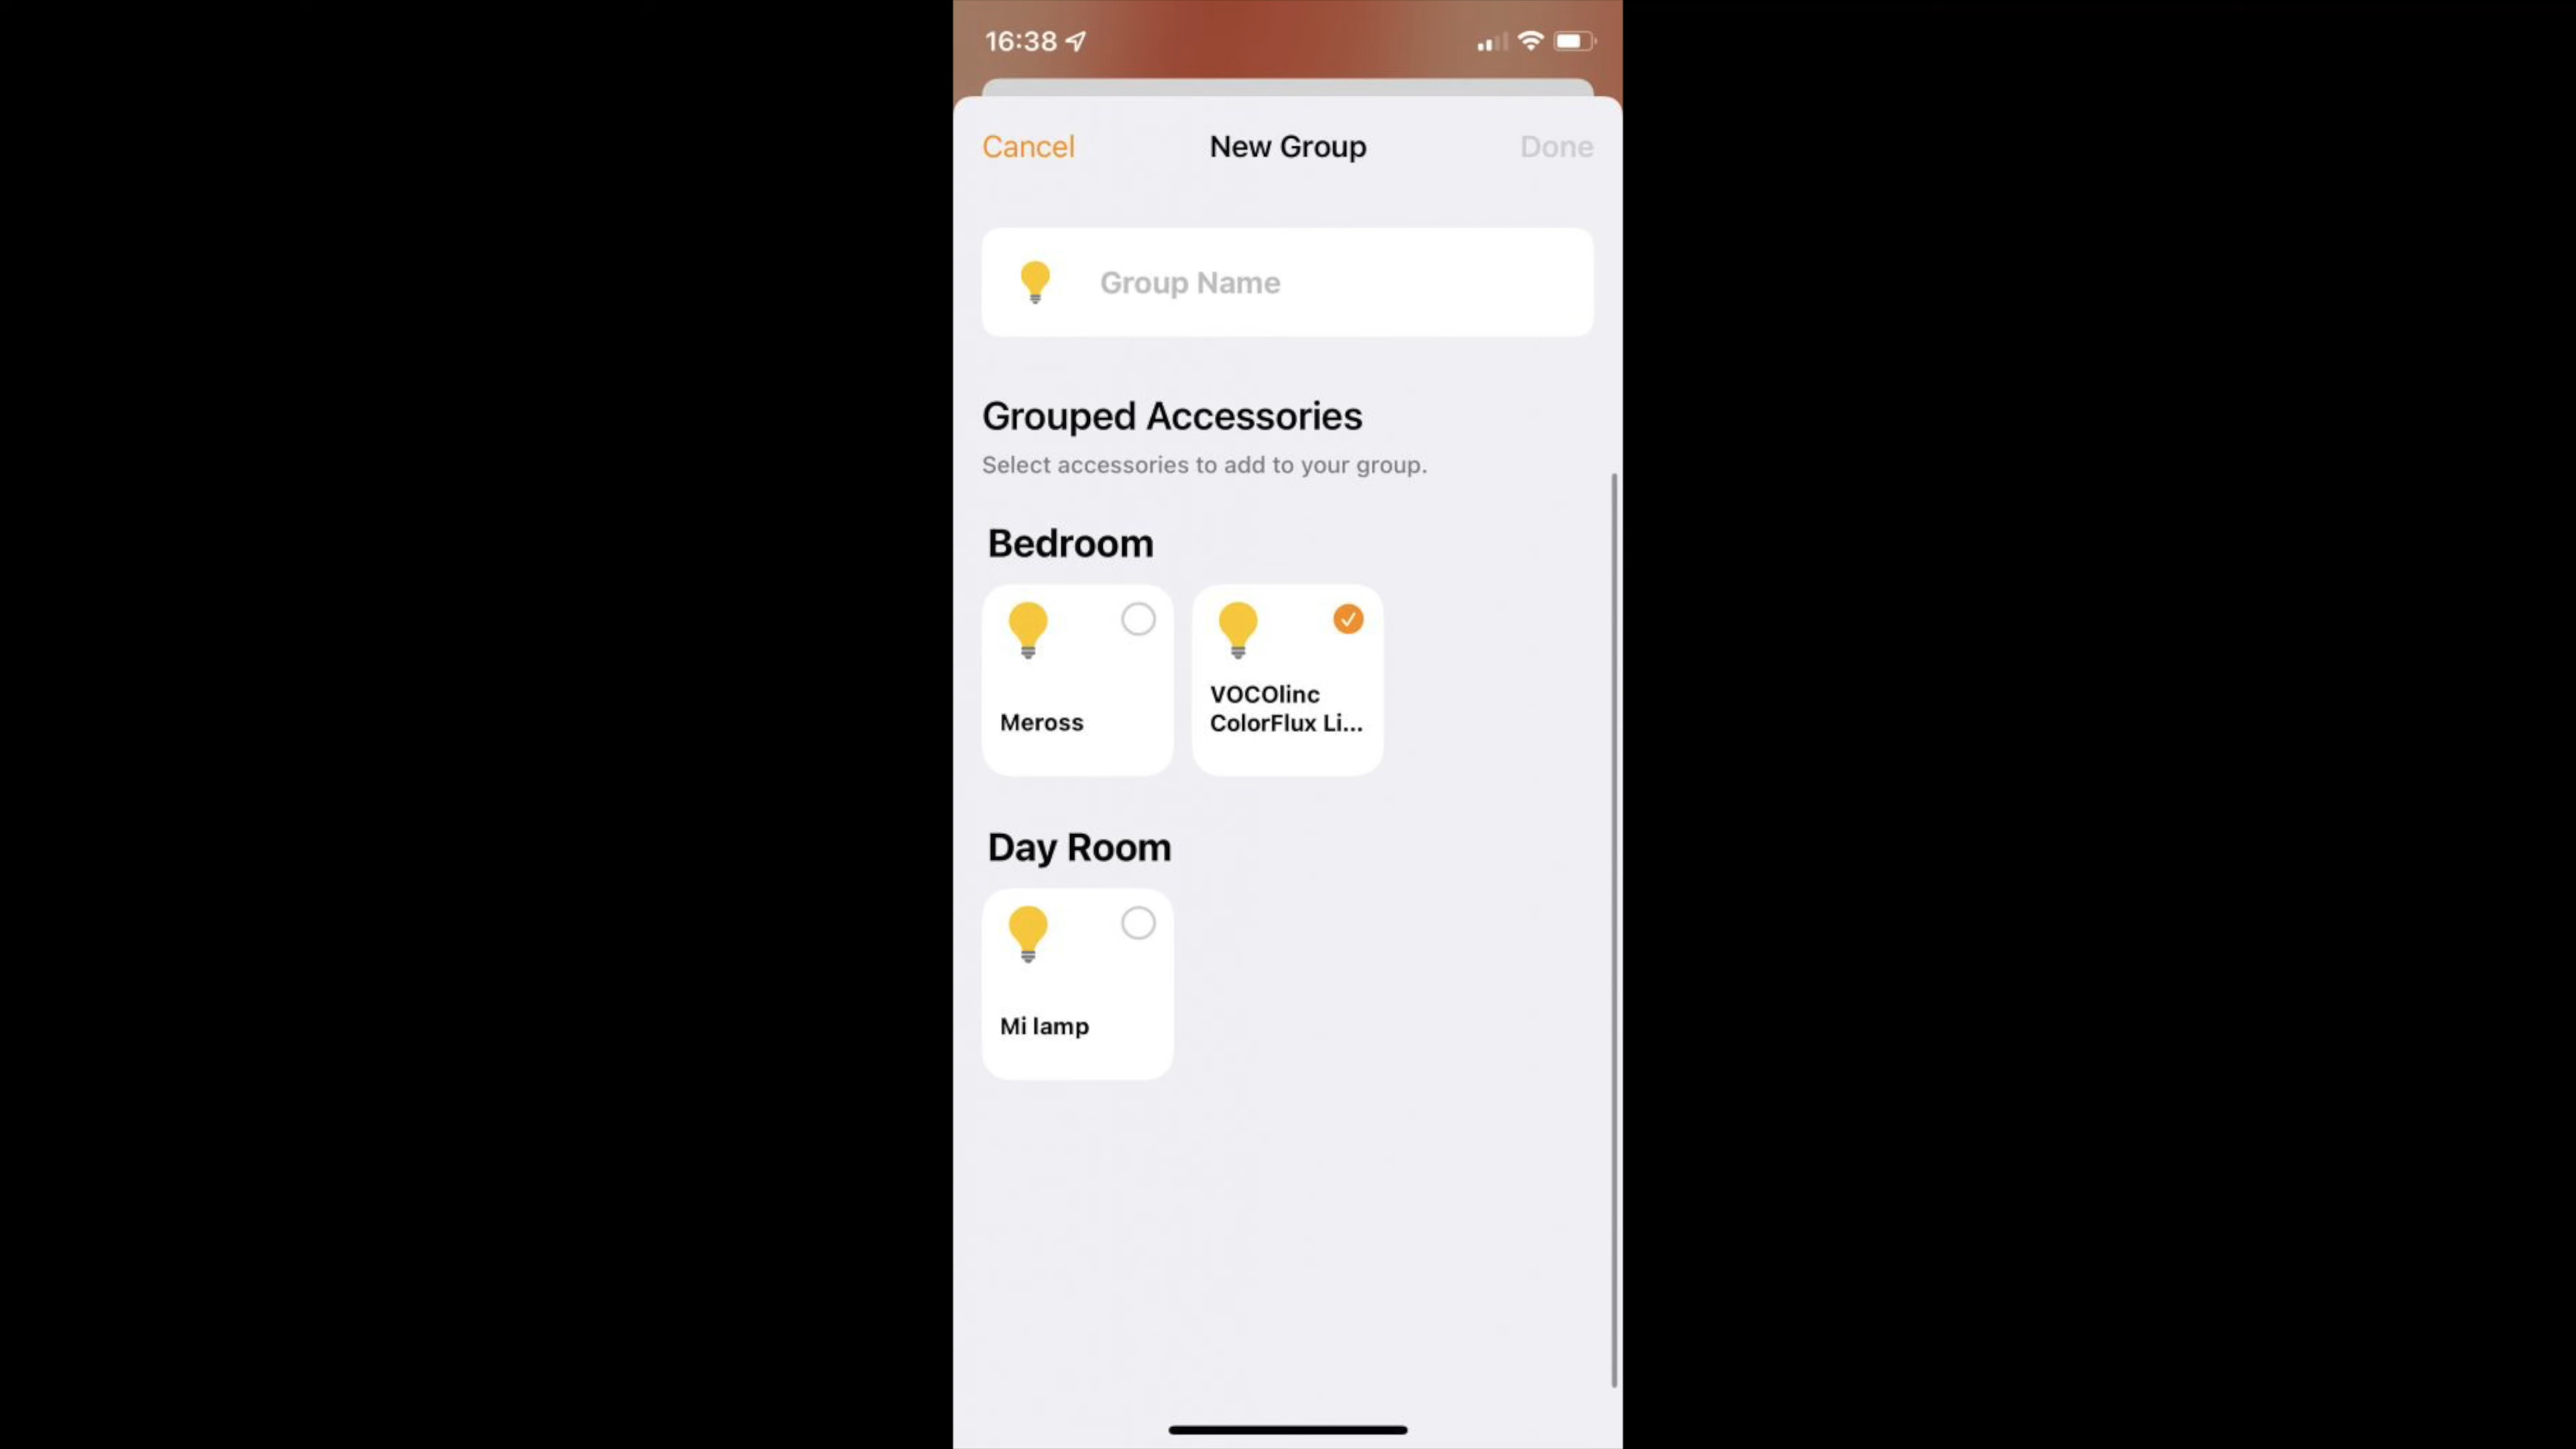 16:38
Cancel New Group Done
Group Name
Grouped Accessories
Select accessories to add to your group.
Bedroom
Meross
VOCOlinc
ColorFlux Li...
Day Room
Mi lamp